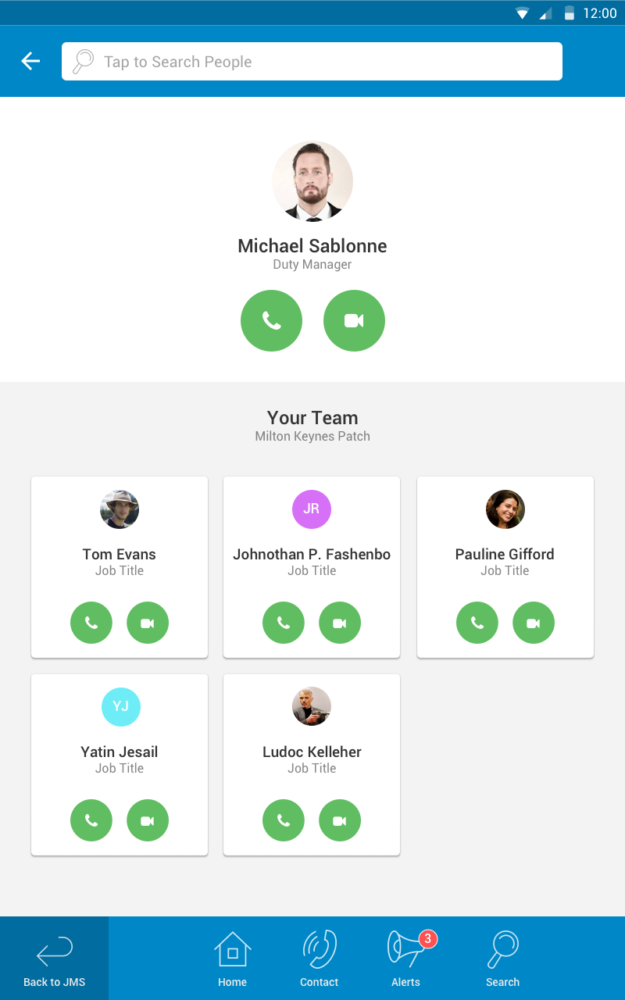 12:00
Tap to Search People
Michael Sablonne
Duty Manager
Your Team
Milton Keynes Patch
Tom Evans
Job Title
JR
Johnothan P. Fashenbo
Job Title
Pauline Gifford
Job Title
YJ
Yatin Jesail
Job Title
Ludoc Kelleher
Job Title
Back to JMS
Home
Contact
3
Alerts
Search